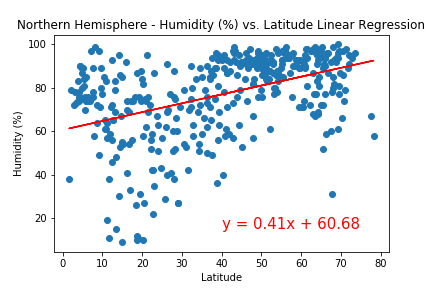 Northern Hemisphere - Humidity (%) vs. Latitude Linear Regression
100
80
60
40
20
Humidity (%)
y = 0.41x + 60.68
0 10 20 30 40 50 60 70 80
Latitude